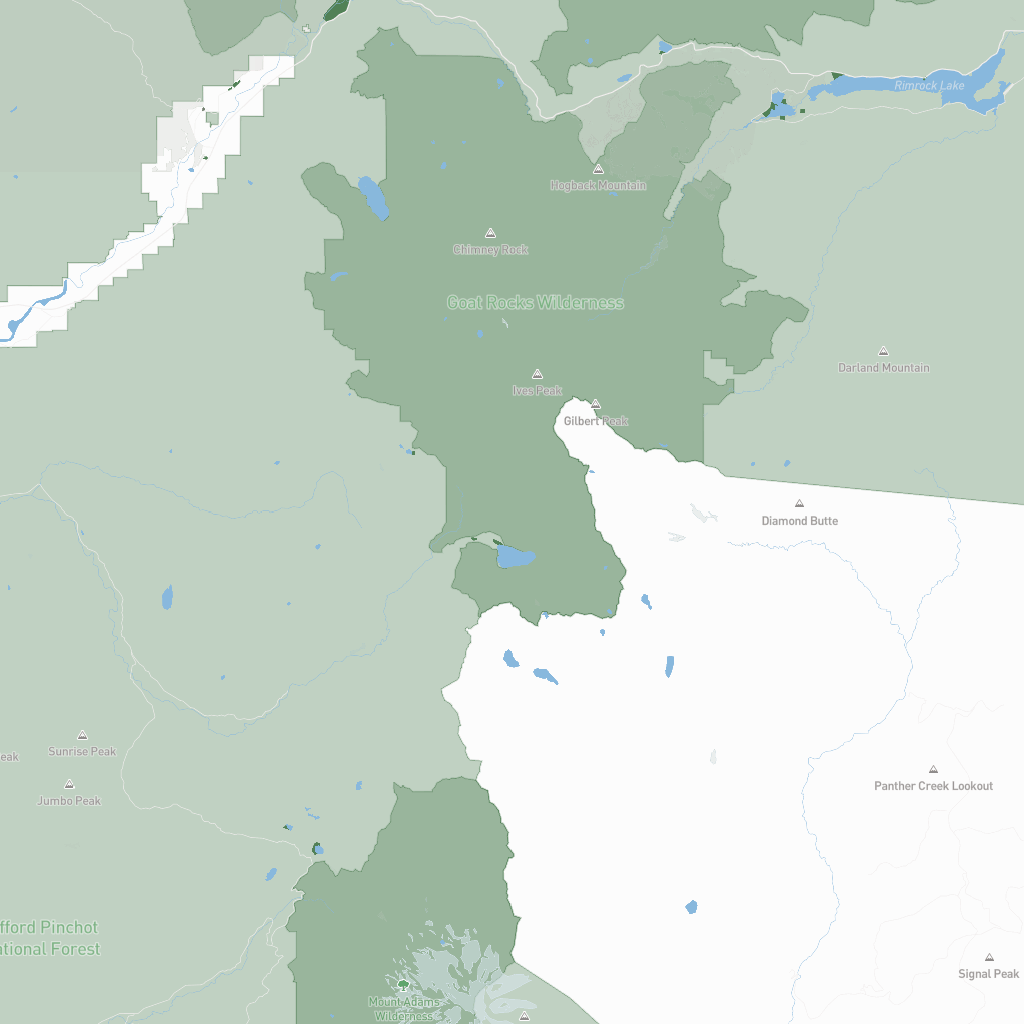 Rimrock Lake
Hogback Mountain
Chimney Rock
Goat Rocks Wilderness
Darland Mountain
Ives Peak
Gilbert Peak
Diamond Butte
Sunrise Peak
eak
Jumbo Peak
Panther Creek Lookout
fford Pinchot
ational Forest
Signal Peak
Mount Adams
Wilderness